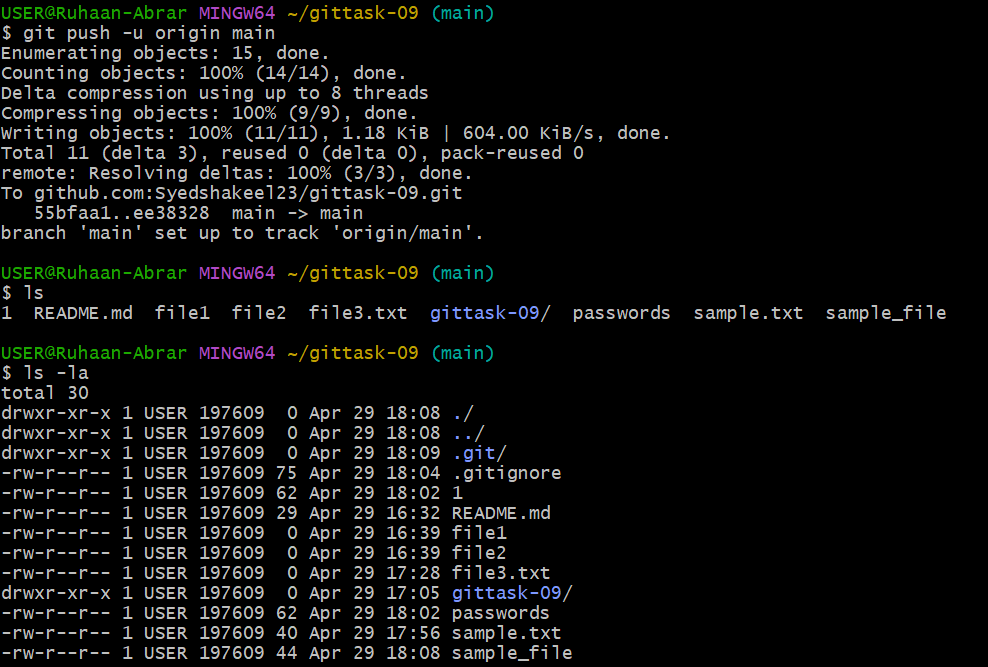 USER@Ruhaan-Abrar MINGW64 ~/gittask-09 (main)
$ git push -u origin main
Enumerating objects: 15, done.
Counting objects: 100% (14/14), done.
Delta compression using up to 8 threads
Compressing objects: 100% (9/9), done.
Writing objects: 100% (11/11), 1.18 KiB | 604.00 KiB/s, done.
Total 11 (delta 3), reused 0 (delta 0), pack-reused 0
remote: Resolving deltas: 100% (3/3), done.
To github.com:Syedshakeel23/gittask-09.git
   55bfaa1..ee38328  main -> main
branch 'main' set up to track 'origin/main'.
USER@Ruhaan-Abrar MINGW64 ~/gittask-09 (main)
$ ls
1  README.md  file1  file2  file3.txt  gittask-09/  passwords  sample.txt  sample_file
USER@Ruhaan-Abrar MINGW64 ~/gittask-09 (main)
$ ls -la
total 30
drwxr-xr-x 1 USER 197609  0 Apr 29 18:08 ./
drwxr-xr-x 1 USER 197609  0 Apr 29 18:08 ../
drwxr-xr-x 1 USER 197609  0 Apr 29 18:09 .git/
-rw-r--r-- 1 USER 197609 75 Apr 29 18:04 .gitignore
-rw-r--r-- 1 USER 197609 62 Apr 29 18:02 1
-rw-r--r-- 1 USER 197609 29 Apr 29 16:32 README.md
-rw-r--r-- 1 USER 197609  0 Apr 29 16:39 file1
-rw-r--r-- 1 USER 197609  0 Apr 29 16:39 file2
-rw-r--r-- 1 USER 197609  0 Apr 29 17:28 file3.txt
drwxr-xr-x 1 USER 197609  0 Apr 29 17:05 gittask-09/
-rw-r--r-- 1 USER 197609 62 Apr 29 18:02 passwords
-rw-r--r-- 1 USER 197609 40 Apr 29 17:56 sample.txt
-rw-r--r-- 1 USER 197609 44 Apr 29 18:08 sample_file